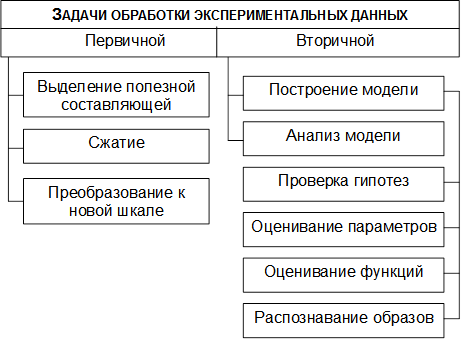 ЗАДАЧИ ОБРАБОТКИ ЭКСПЕРИМЕНТАЛЬНЫХ ДАННЫХ
Первичной
Вторичной
Выделение полезной
составляющей
Сжатие
Преобразование к
новой шкале
Построение модели
Анализ модели
Проверка гипотез
Оценивание параметров
Оценивание функций
Распознавание образов